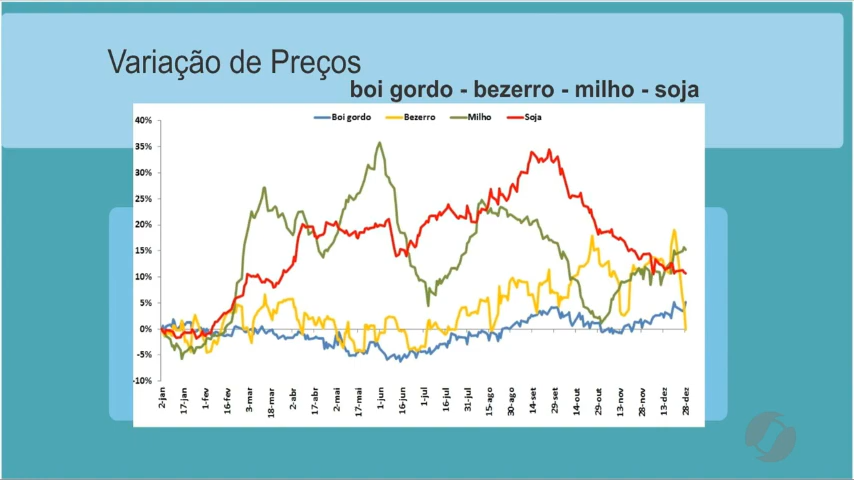 Variação de Preços
boi gordo - bezerro - milho - soja
Boi gordo Bezerro Milho Soja
40%
35%
30%
25%
20%
15%
10%
5%
0%
-5%
-10%
2-jan 17-jan 1-fev 16-fev 3-mar 18-mar 2-abr 17-abr 2-mai 17-mai 1-jun 16-jun 1-jul 16-jul 31-jul 15-ago 30-ago 14-set 29-set 14-out 29-out 13-nov 28-nov 13-dez 28-dez